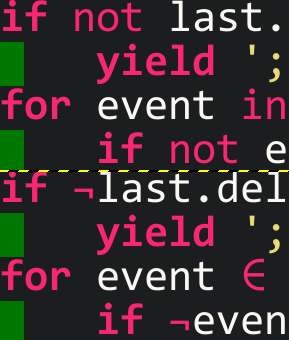 if not last.
yield ';
for event in
if not e
if ¬last.del
yield ';
for event ∈
if ¬even